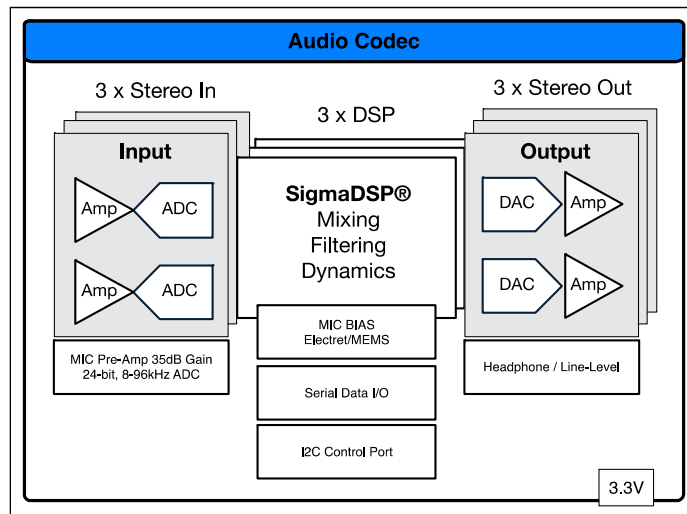 Audio Codec
3 x Stereo In
3 x DSP
3 x Stereo Out
Input
Amp
ADC
Amp
ADC
SigmaDSP®
Mixing
Filtering
Dynamics
Output
DAC
Amp
DAC
Amp
MIC Pre-Amp 35dB Gain
24-bit, 8-96kHz ADC
MIC BIAS
Electret/MEMS
Serial Data I/O
I2C Control Port
Headphone / Line-Level
3.3V